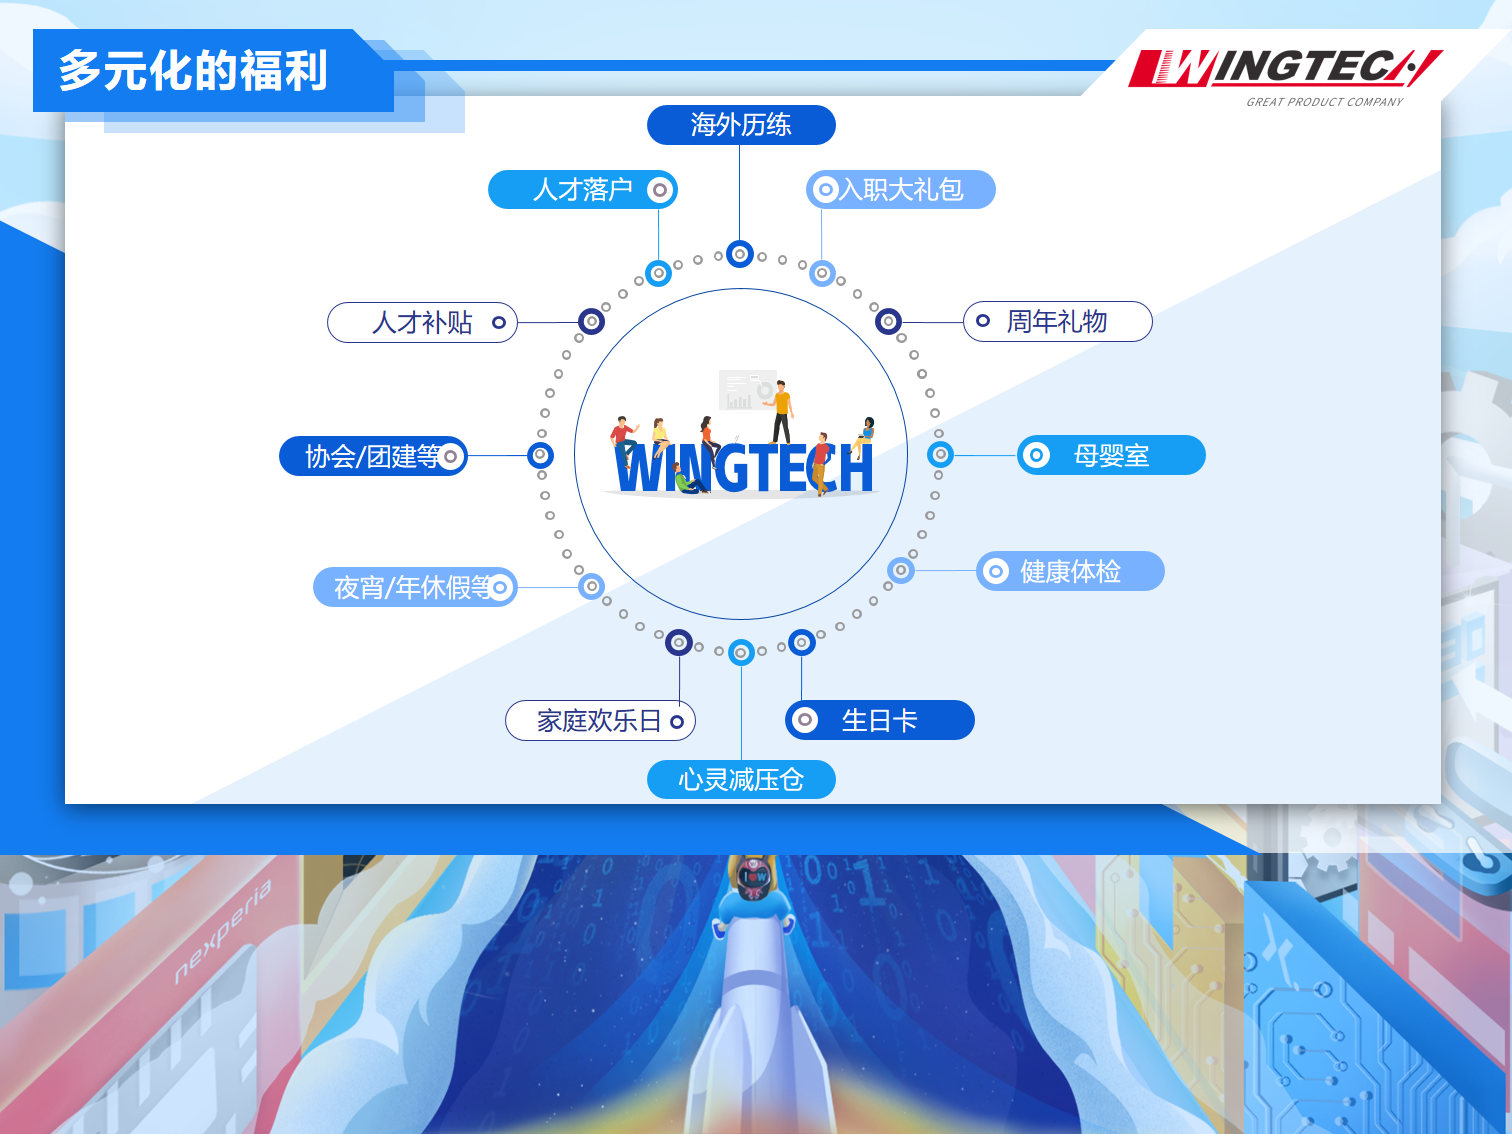 多元化的福利
WINGTECH
GREAT PRODUCT COMPANY
海外历练
人才落户
入职大礼包
人才补贴
周年礼物
WINGTECH
协会/团建等
母婴室
夜宵/年休假等
健康体检
家庭欢乐日
生日卡
心灵减压仓
nexperia
I W